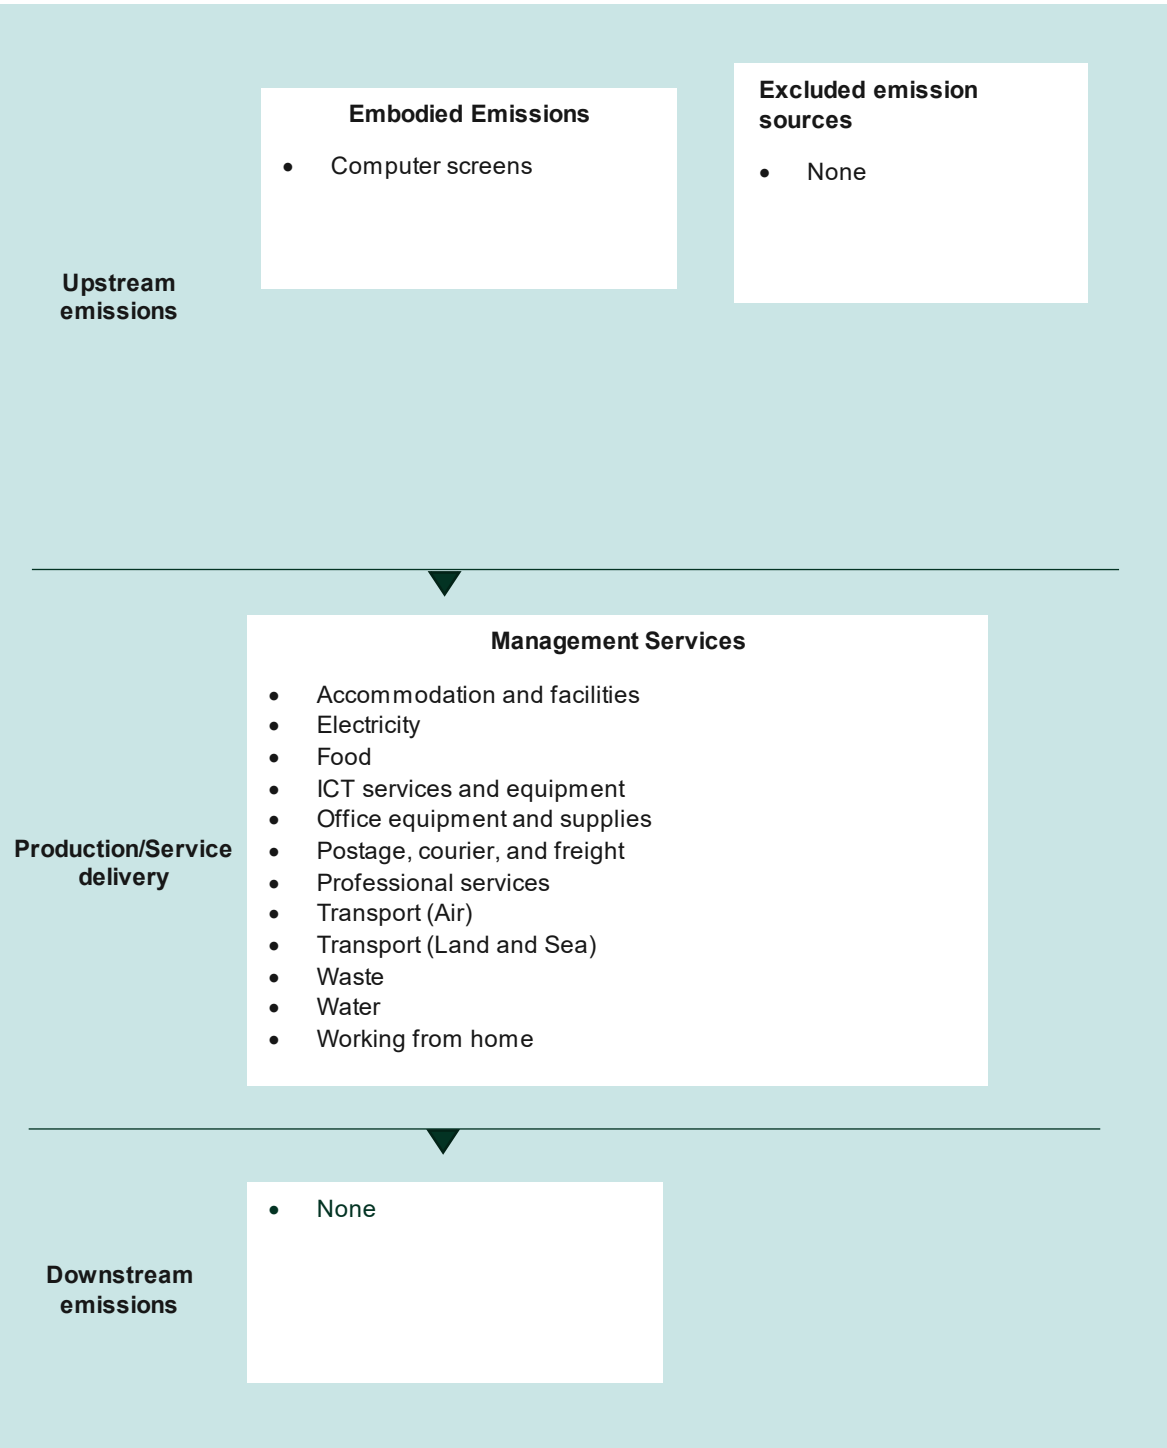 Embodied Emissions
• Computer screens
Excluded emission
sources
• None
Upstream
emissions
Management Services
• Accommodation and facilities
• Electricity
• Food
• ICT services and equipment
• Office equipment and supplies
• Postage, courier, and freight
• Professional services
• Transport (Air)
• Transport (Land and Sea)
• Waste
• Water
• Working from home
Production/Service
delivery
• None
Downstream
emissions